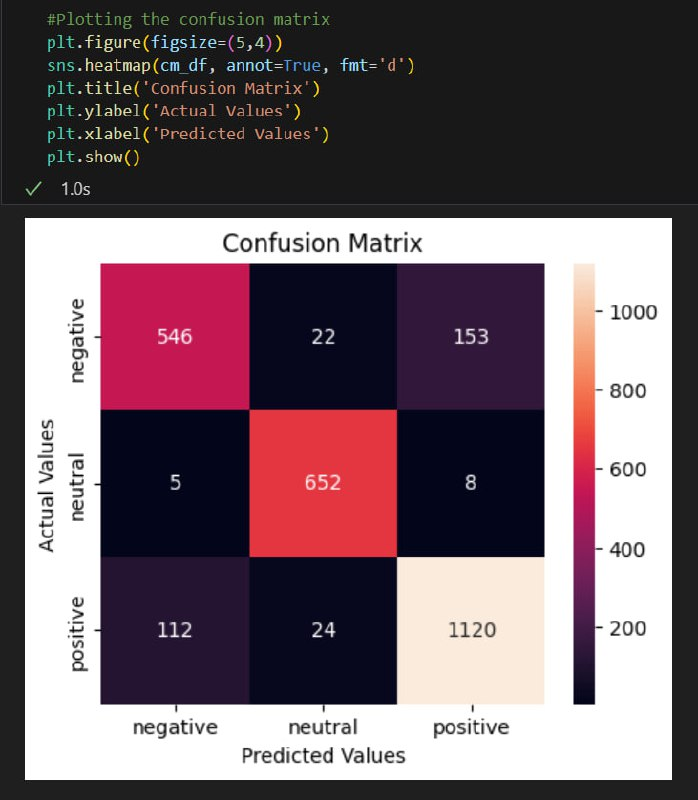 #Plotting the confusion matrix
plt.figure(figsize=(5,4))
sns.heatmap(cm_df, annot=True, fmt='d')
plt.title('Confusion Matrix')
plt.ylabel('Actual Values')
plt.xlabel('Predicted Values')
plt.show()
✓ 1.0s
Confusion Matrix
Actual Values
negative
546 22 153
neutral
5 652 8
positive
112 24 1120
negative neutral positive
Predicted Values
1000
800
600
400
200